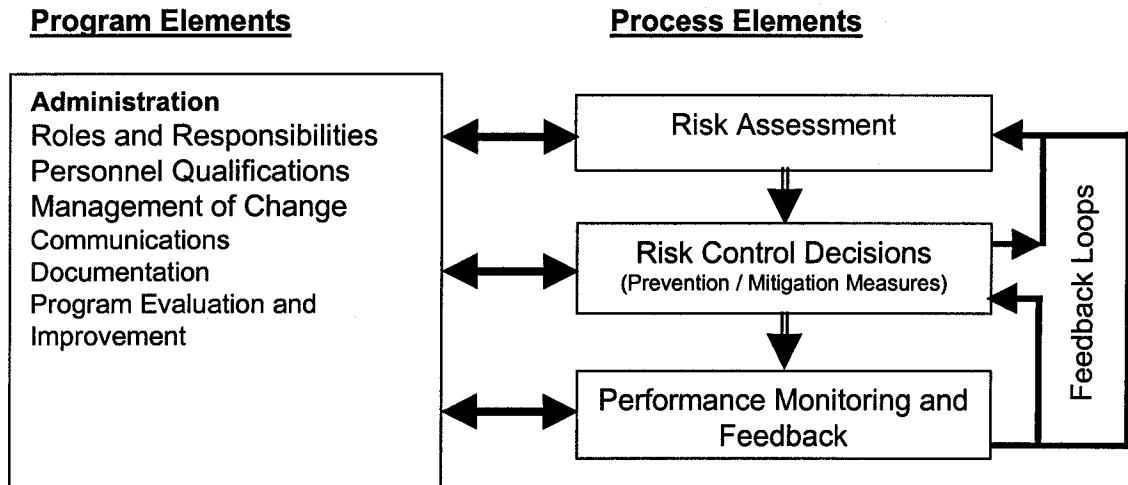 Program Elements
Process Elements
Administration
Roles and Responsibilities
Personnel Qualifications
Management of Change
Communications
Documentation
Program Evaluation and
Improvement
Risk Assessment
Risk Control Decisions
(Prevention / Mitigation Measures)
Performance Monitoring and
Feedback
Feedback Loops